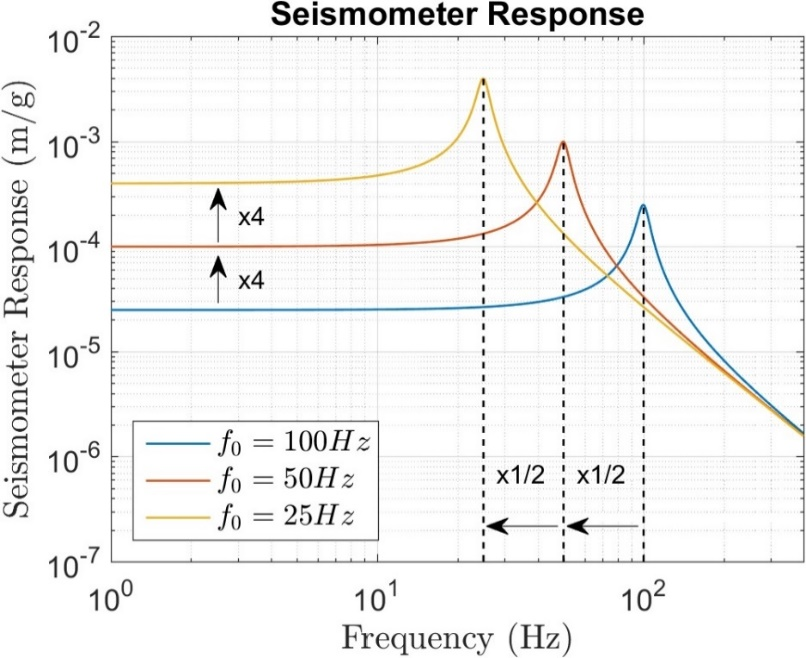 Seismometer Response
Seismometer Response (m/g)
10^-2
10^-3
10^-4
10^-5
10^-6
10^-7
x4
x4
x1/2 x1/2
f_0 = 100Hz
f_0 = 50Hz
f_0 = 25Hz
10^0 10^1 10^2
Frequency (Hz)